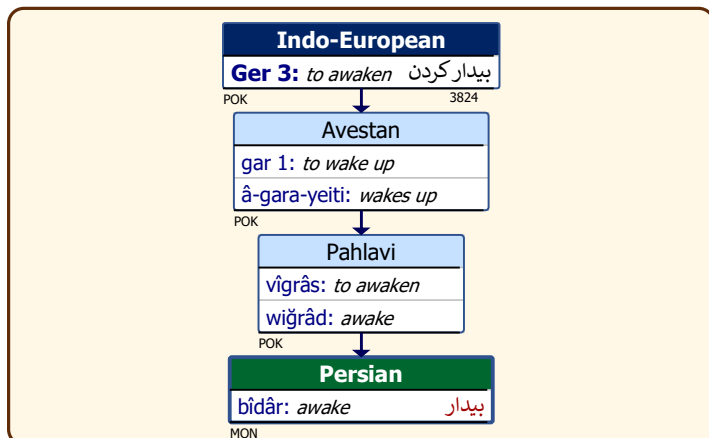 Indo-European
Ger 3: to awaken بیدار کردن
POK 3824
Avestan
gar 1: to wake up
â-gara-yeiti: wakes up
POK
Pahlavi
vîgrâs: to awaken
wiğrâd: awake
POK
Persian
bîdâr: awake بیدار
MON